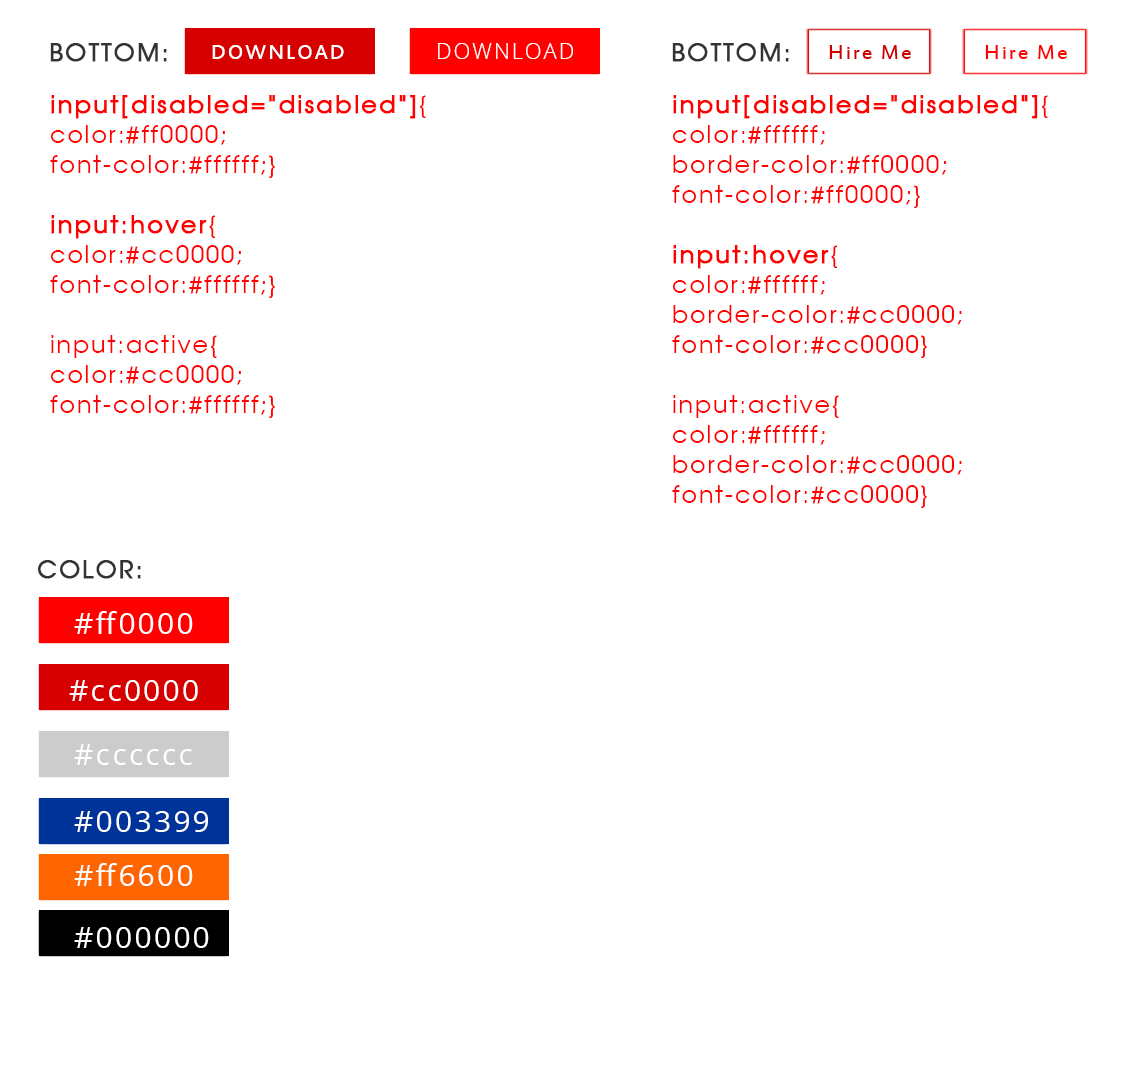 BOTTOM: DOWNLOAD DOWNLOAD
input[disabled="disabled"]{
color:#ff0000;
font-color:#ffffff;}
input:hover{
color:#cc0000;
font-color:#ffffff;}
input:active{
color:#cc0000;
font-color:#ffffff;}
BOTTOM: Hire Me Hire Me
input[disabled="disabled"]{
color:#ffffff;
border-color:#ff0000;
font-color:#ff0000;}
input:hover{
color:#ffffff;
border-color:#cc0000;
font-color:#cc0000}
input:active{
color:#ffffff;
border-color:#cc0000;
font-color:#cc0000}
COLOR:
#ff0000
#cc0000
#cccccc
#003399
#ff6600
#000000